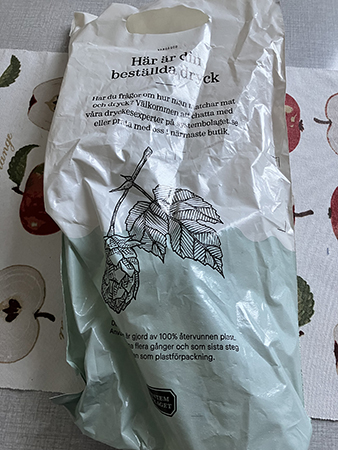 Här är din
beställda dryck
Har du frågor om hur man matchar mat
och dryck? Välkommen att chatta med
våra dryckesexperter på systembolaget.se
eller prata med oss i närmaste butik.
är gjord av 100% återvunnen plast,
flera gånger och som sista steg
som plastförpackning.